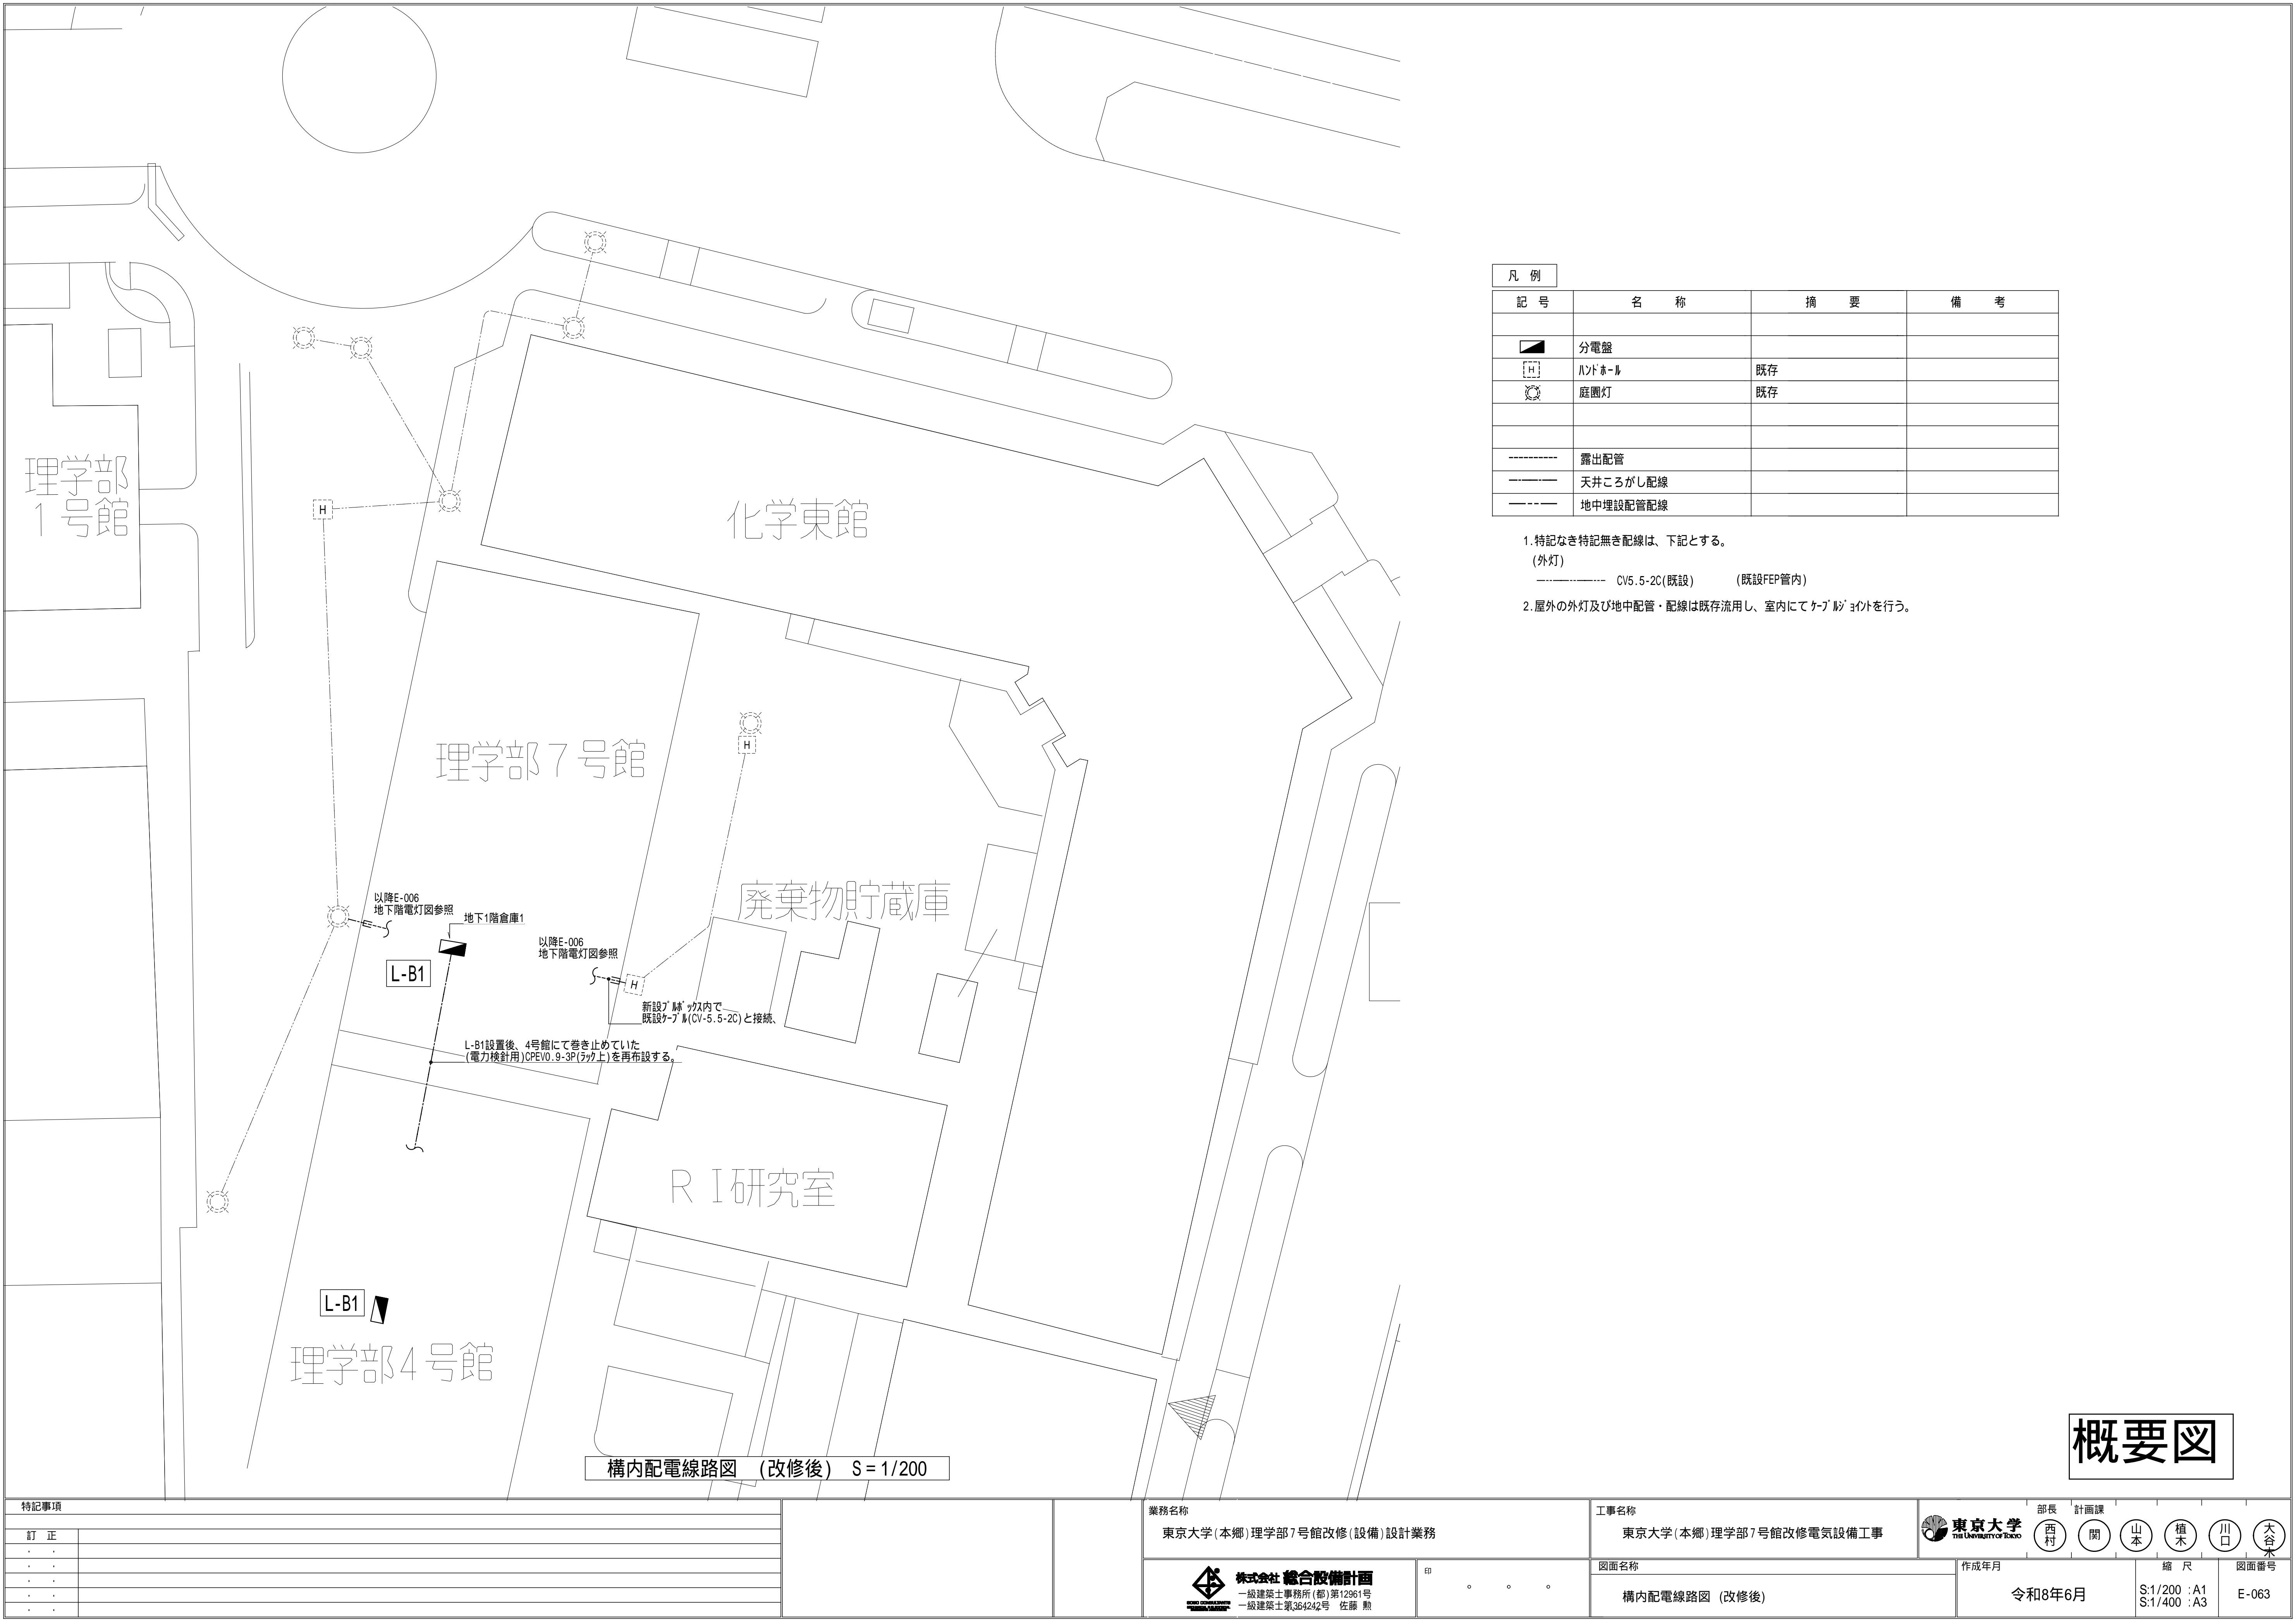 凡 例
記 号 名 称 摘 要 備 考
分電盤
H ﾊﾝﾄﾞﾎｰﾙ 既存
庭園灯 既存
露出配管
天井ころがし配線
地中埋設配管配線
1.特記なき特記無き配線は、下記とする。
(外灯)
CV5.5-2C(既設) (既設FEP管内)
2.屋外の外灯及び地中配管・配線は既存流用し、室内にてｹｰﾌﾞﾙｼﾞｮｲﾝﾄを行う。
理学部
1号館
H
化学東館
理学部7号館
H
廃棄物貯蔵庫
以降E-006
地下階電灯図参照
地下1階倉庫1
L-B1
以降E-006
地下階電灯図参照
H
新設ﾌﾟﾙﾎﾞｯｸｽ内で
既設ｹｰﾌﾞﾙ(CV-5.5-2C)と接続、
L-B1設置後、4号館にて巻き止めていた
(電力検針用)CPEV0.9-3P(ﾗｯｸ上)を再布設する。
RI研究室
L-B1
理学部4号館
構内配電線路図 (改修後) S=1/200
概要図
特記事項
訂 正
業務名称
東京大学(本郷)理学部7号館改修(設備)設計業務
株式会社 総合設備計画
一級建築士事務所(都)第12961号
一級建築士第364242号 佐藤 勲
印
工事名称
東京大学(本郷)理学部7号館改修電気設備工事
図面名称
構内配電線路図 (改修後)
東京大学
THE UNIVERSITY OF TOKYO
部長 計画課
西村 関 山本 植木 川口 大谷木
作成年月
令和8年6月
縮 尺
S:1/200 :A1
S:1/400 :A3
図面番号
E-063